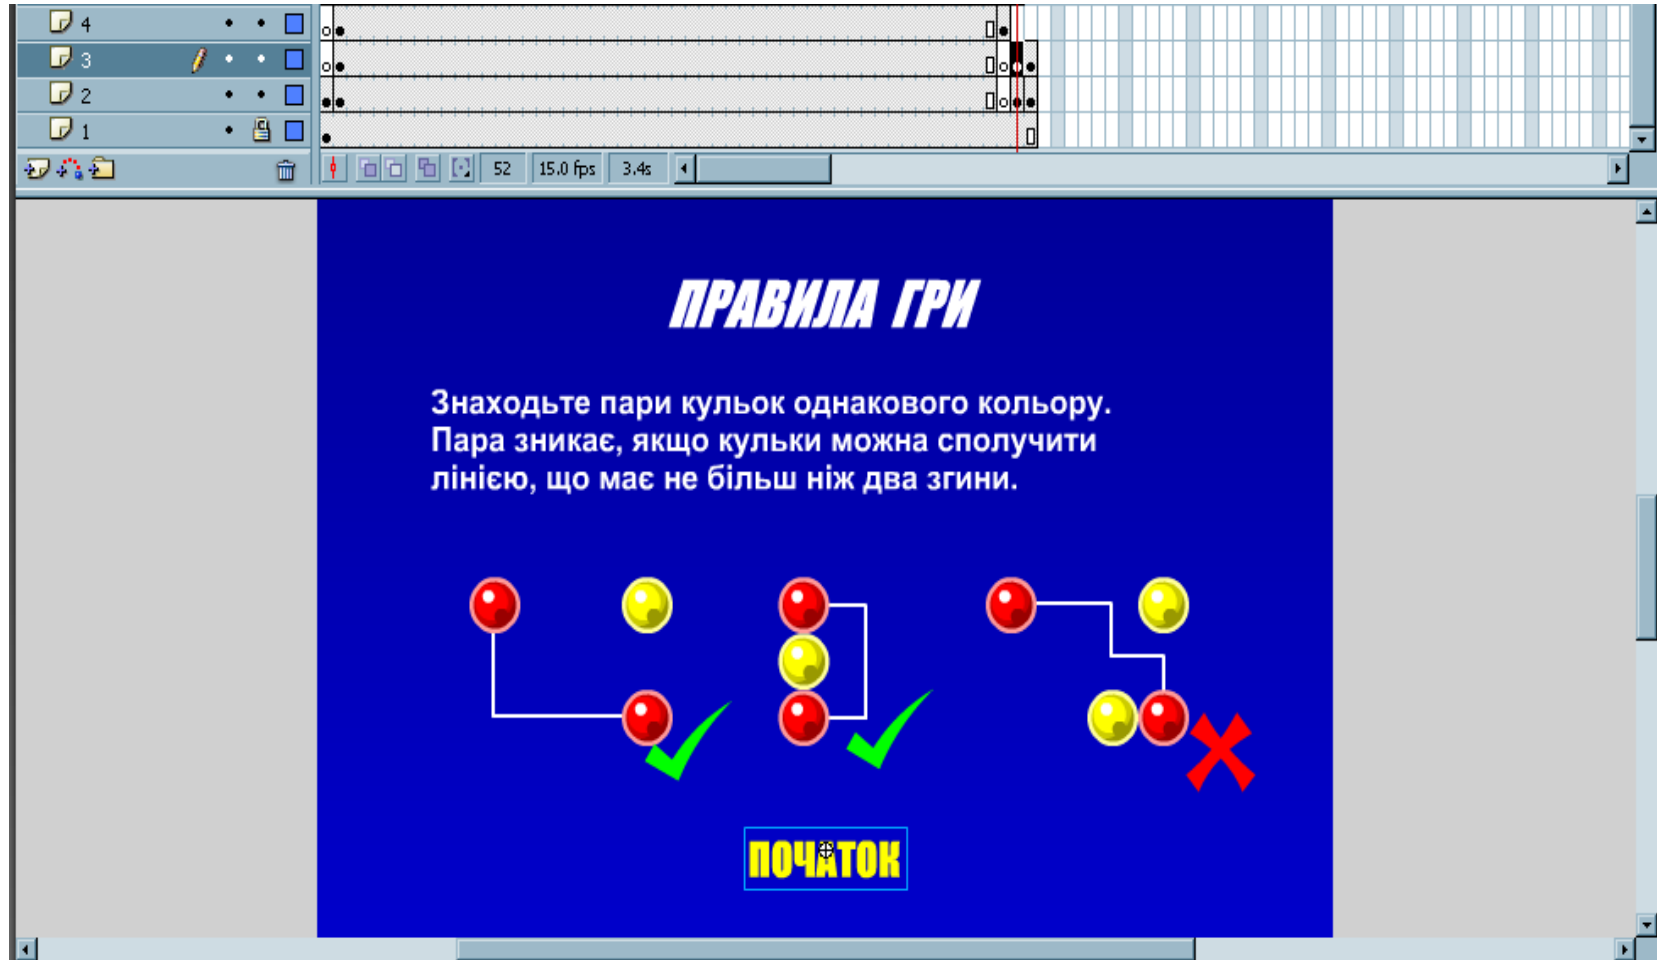 4
3
2
1
52 15.0 fps 3.4s
ПРАВИЛА ГРИ
Знаходьте пари кульок однакового кольору.
Пара зникає, якщо кульки можна сполучити
лінією, що має не більш ніж два згини.
ПОЧАТОК